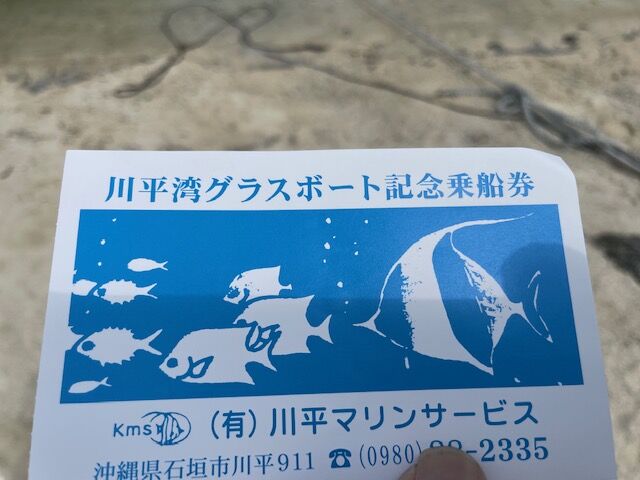 川平湾グラスボート記念乗船券
Kms (有)川平マリンサービス
沖縄県石垣市川平911 ☎(0980) -2335